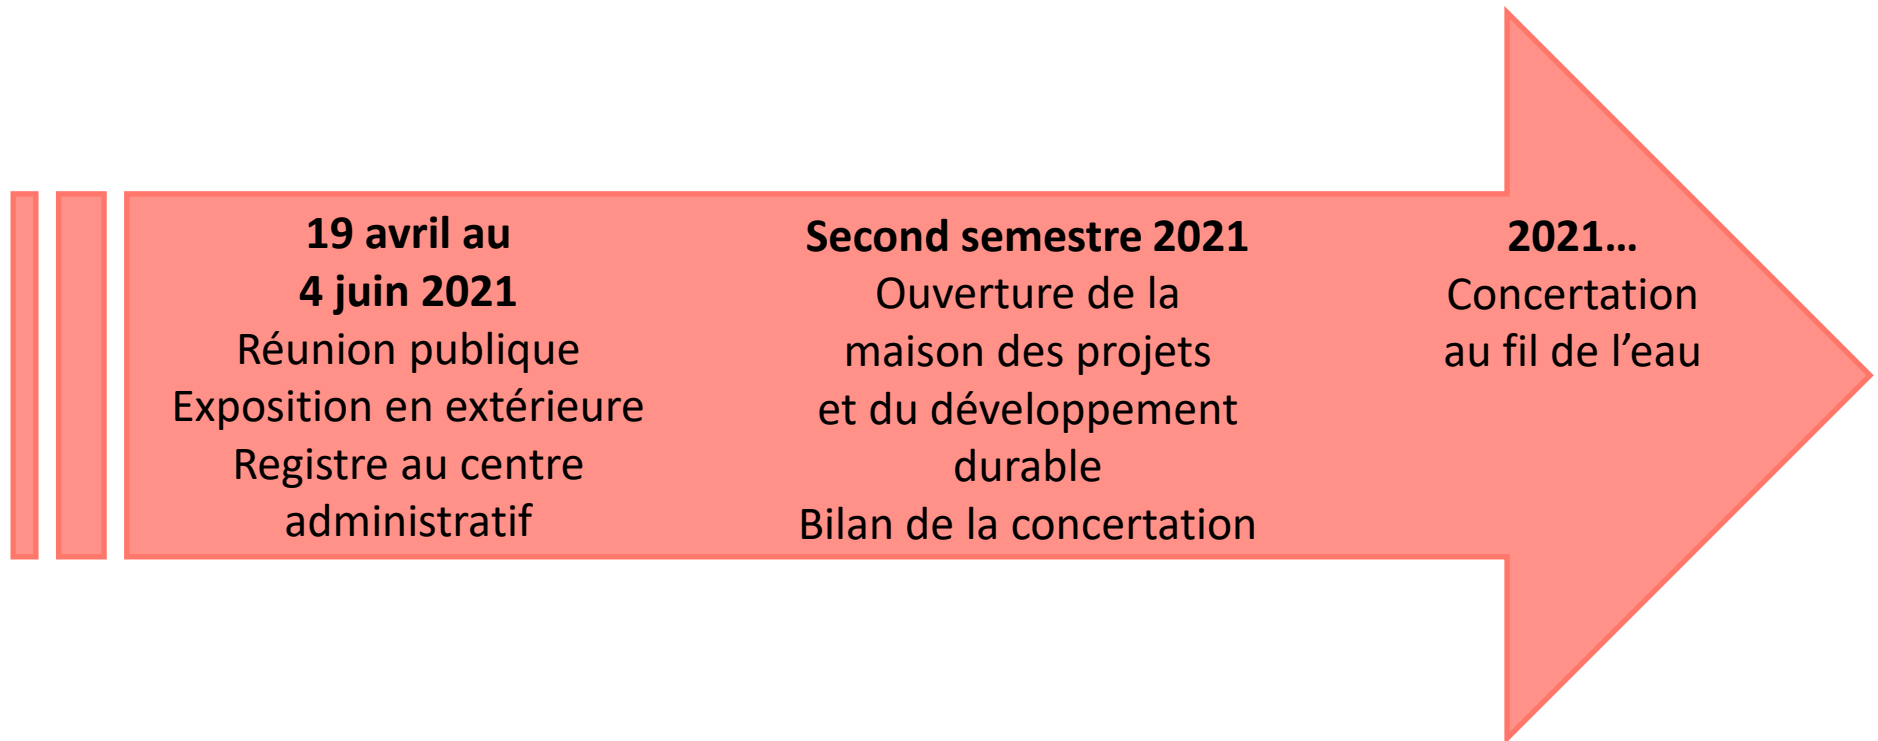 19 avril au
4 juin 2021
Réunion publique
Exposition en extérieure
Registre au centre
administratif
Second semestre 2021
Ouverture de la
maison des projets
et du développement
durable
Bilan de la concertation
2021…
Concertation
au fil de l’eau